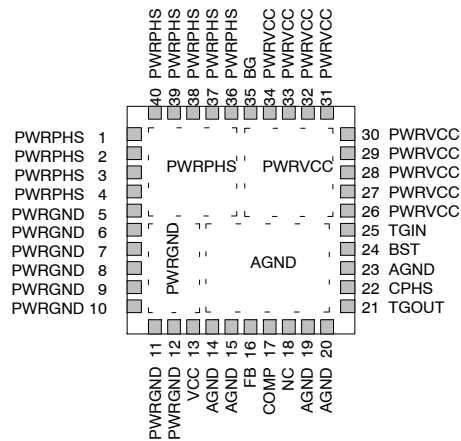 40 PWRPHS
39 PWRPHS
38 PWRPHS
37 PWRPHS
36 PWRPHS
35 BG
34 PWRVCC
33 PWRVCC
32 PWRVCC
31 PWRVCC
PWRPHS 1
PWRPHS 2
PWRPHS 3
PWRPHS 4
PWRGND 5
PWRGND 6
PWRGND 7
PWRGND 8
PWRGND 9
PWRGND 10
PWRPHS
PWRVCC
PWRGND
AGND
30 PWRVCC
29 PWRVCC
28 PWRVCC
27 PWRVCC
26 PWRVCC
25 TGIN
24 BST
23 AGND
22 CPHS
21 TGOUT
PWRGND 11
PWRGND 12
VCC 13
AGND 14
AGND 15
FB 16
COMP 17
NC 18
AGND 19
AGND 20